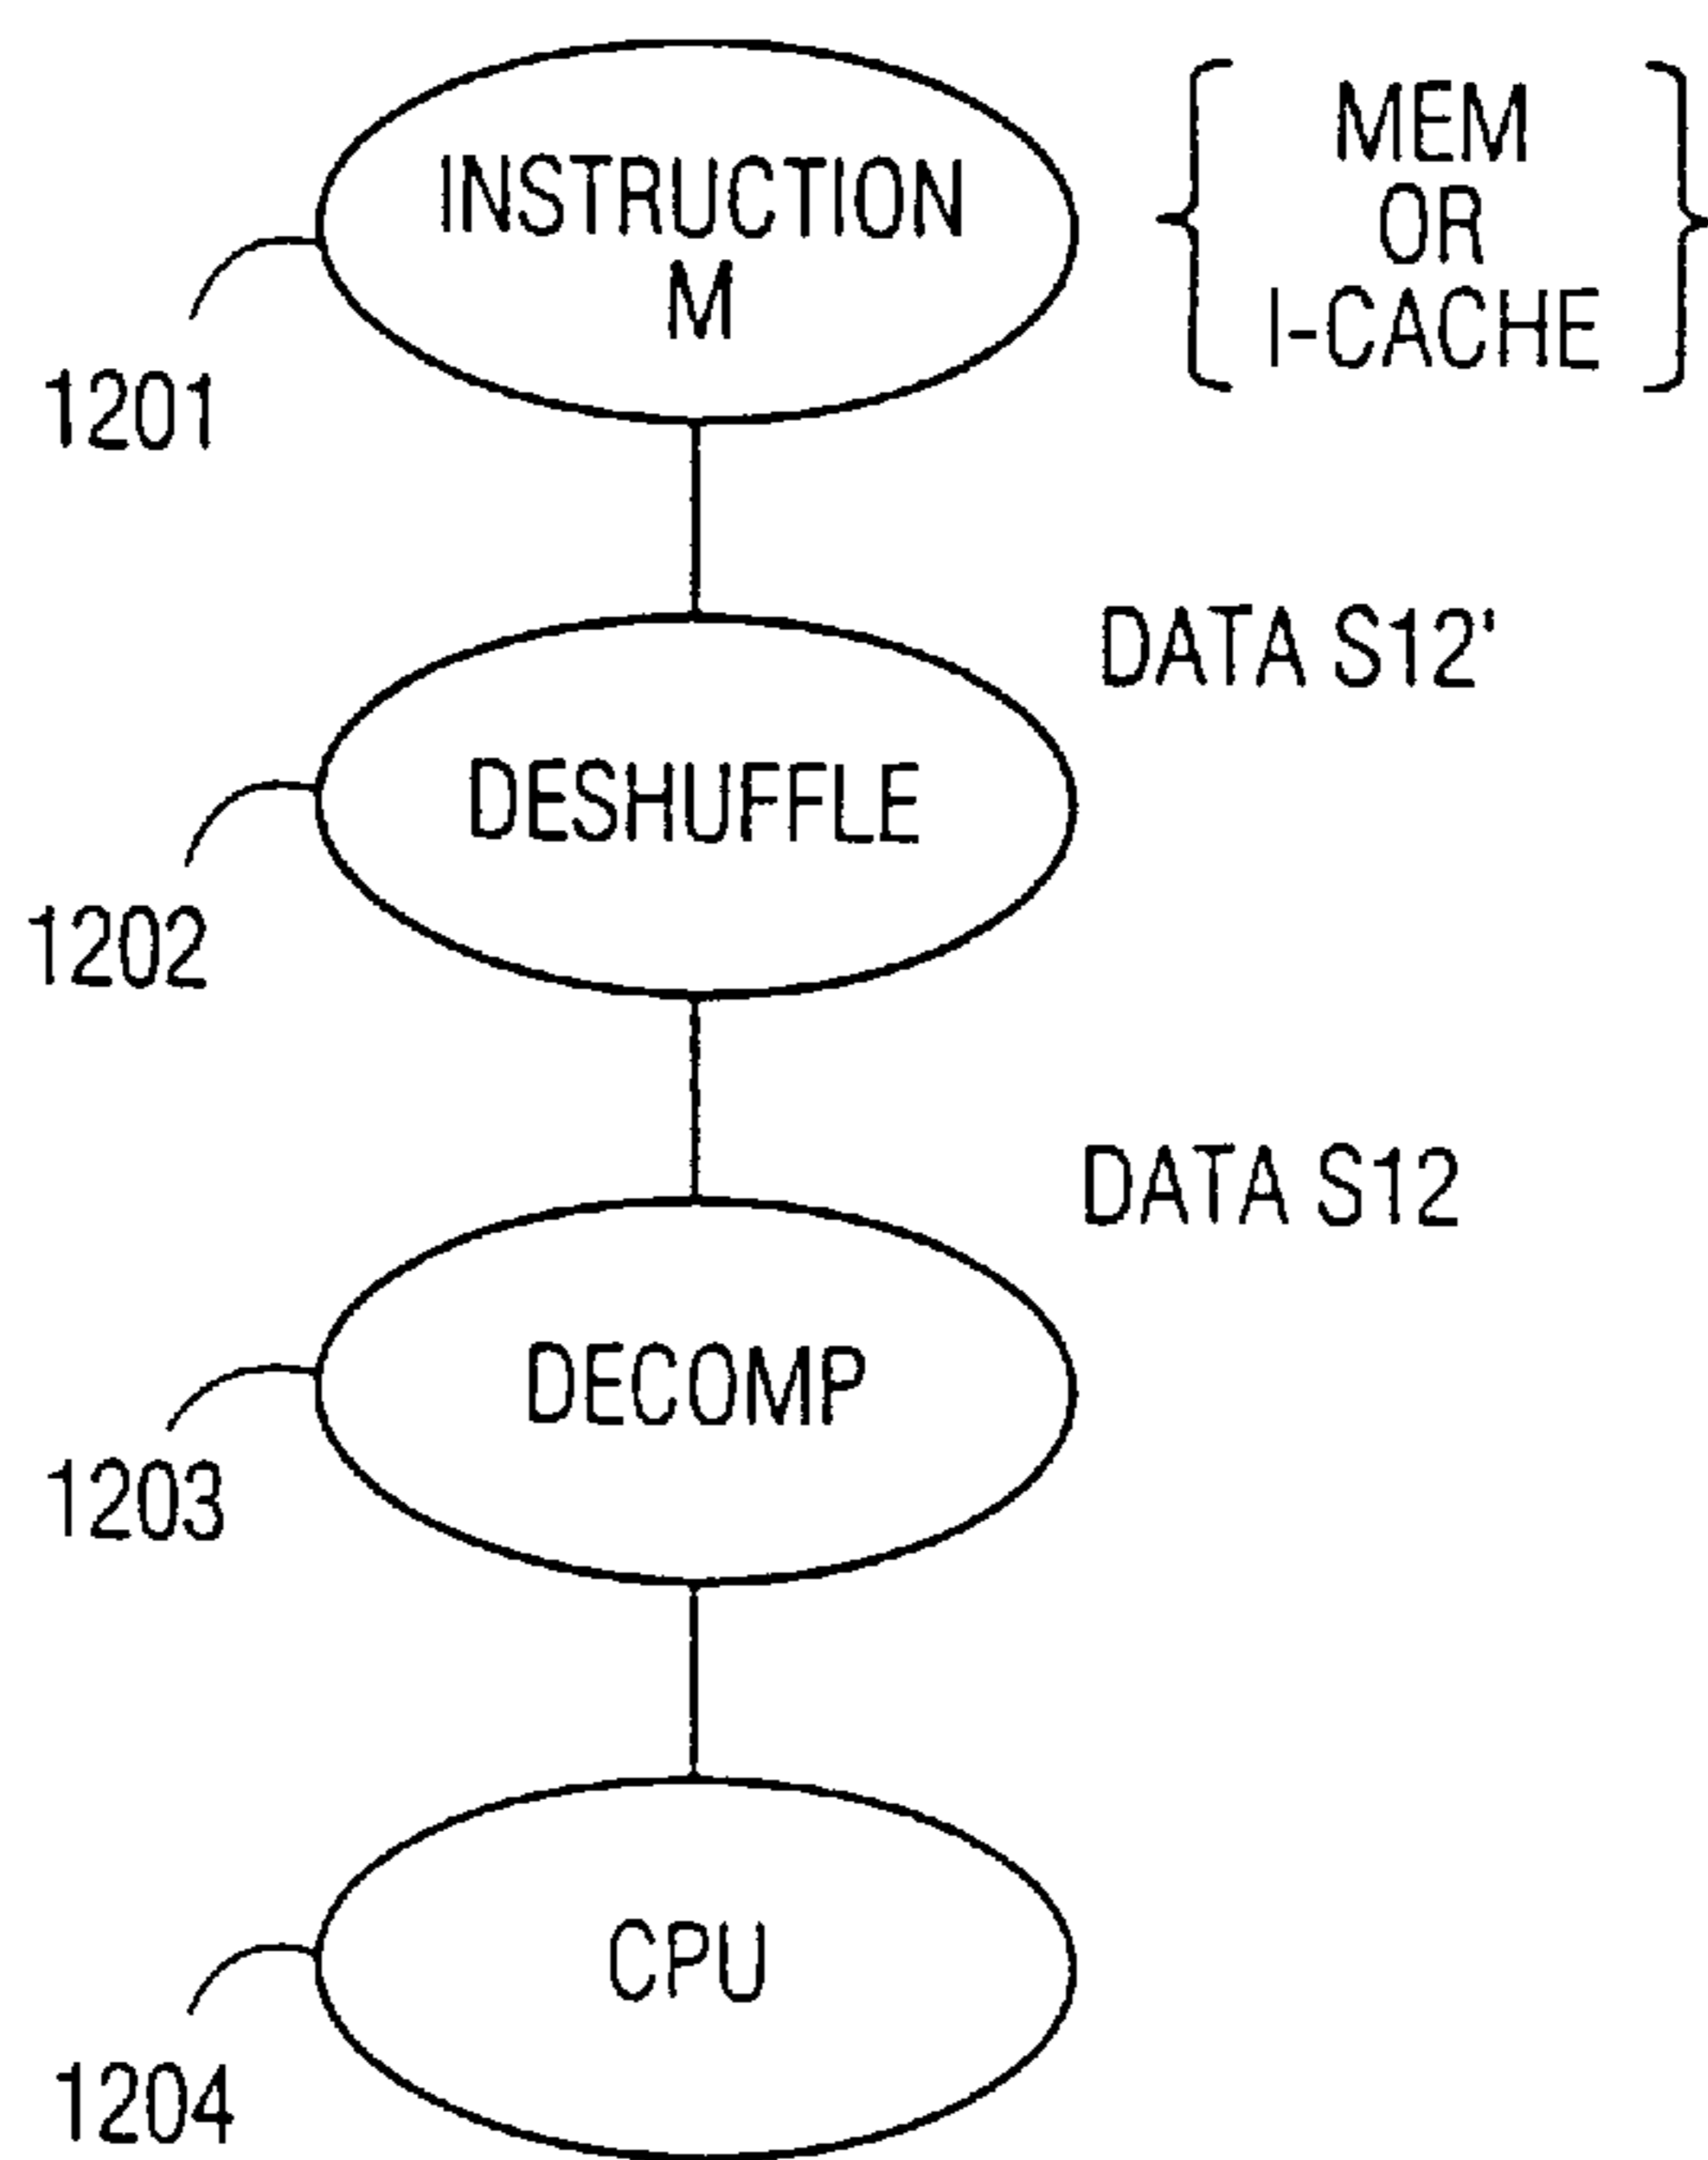 INSTRUCTION
M
MEM
OR
I-CACHE
1201
DATA S12'
DESHUFFLE
1202
DATA S12
DECOMP
1203
CPU
1204